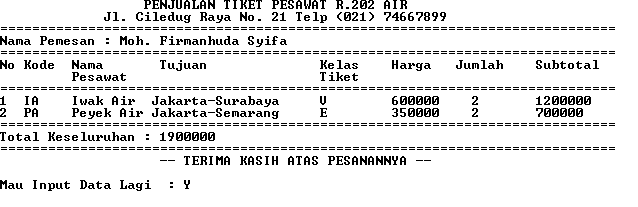 PENJUALAN TIKET PESAWAT R.202 AIR
Jl. Ciledug Raya No. 21 Telp (021) 74667899
================================================================================
Nama Pemesan : Moh. Firmanhuda Syifa
================================================================================
No Kode Nama Tujuan Kelas Harga Jumlah Subtotal
Pesawat Tiket
================================================================================
1 IA Iwak Air Jakarta-Surabaya V 600000 2 1200000
2 PA Peyek Air Jakarta-Semarang E 350000 2 700000
================================================================================
Total Keseluruhan : 1900000
================================================================================
-- TERIMA KASIH ATAS PESANANNYA --
Mau Input Data Lagi : Y